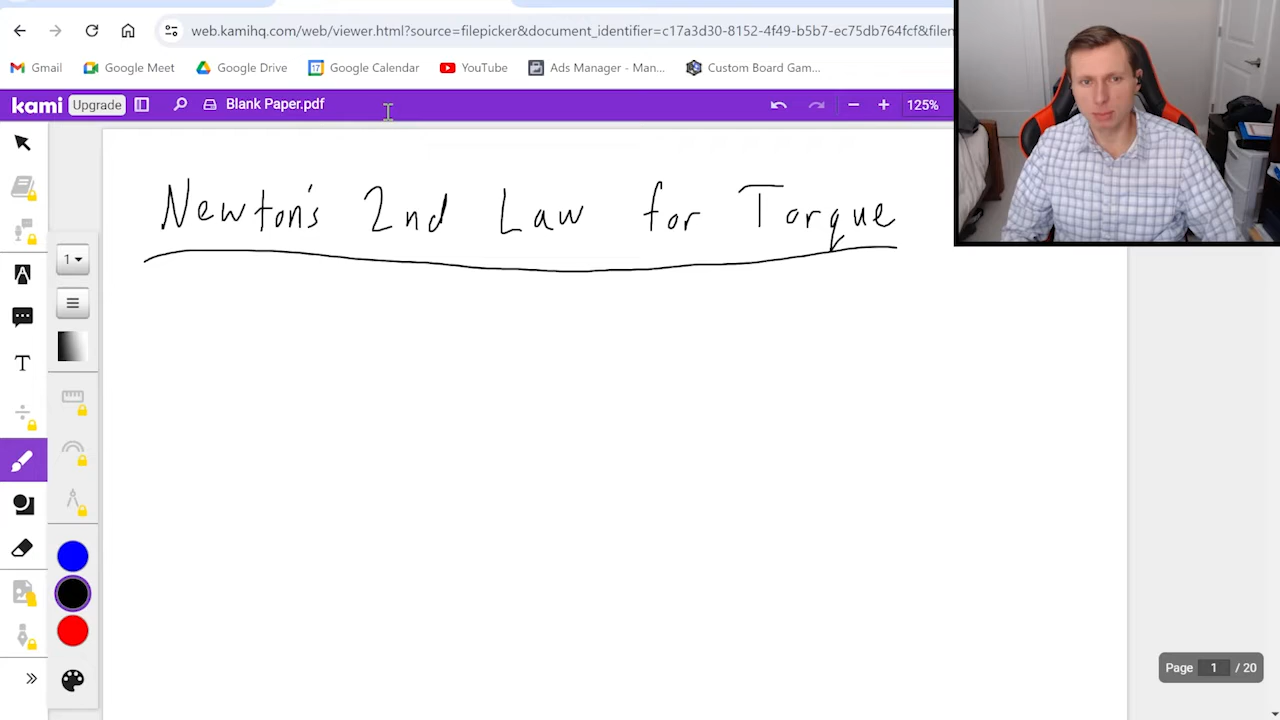 web.kamihq.com/web/viewer.html?source=filepicker&document_identifier=c17a3d30-8152-4f49-b5b7-ec75db764fcf&filen
Gmail Google Meet Google Drive 17 Google Calendar YouTube Ads Manager - Man... Custom Board Gam...
kami Upgrade Blank Paper.pdf 125%
Newton's 2nd Law for Torque
1
A
T
Page 1 / 20